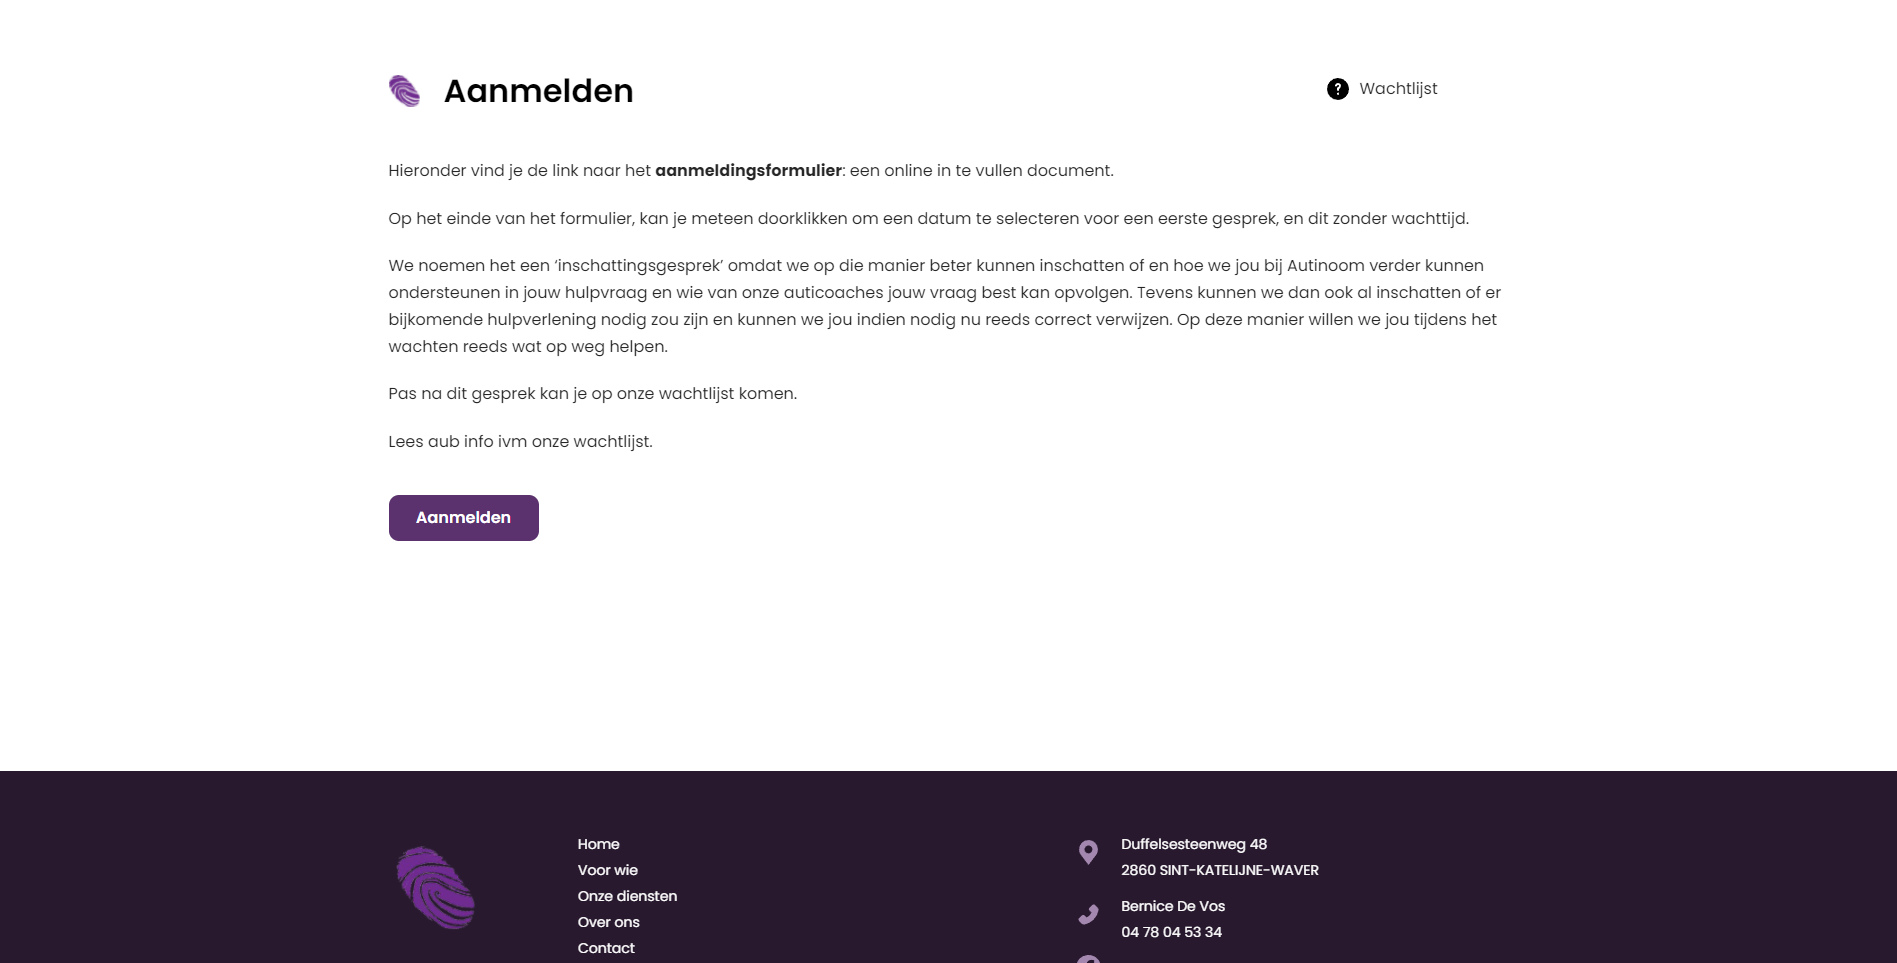 Aanmelden
Wachtlijst
Hieronder vind je de link naar het aanmeldingsformulier: een online in te vullen document.
Op het einde van het formulier, kan je meteen doorklikken om een datum te selecteren voor een eerste gesprek, en dit zonder wachttijd.
We noemen het een ‘inschattingsgesprek’ omdat we op die manier beter kunnen inschatten of en hoe we jou bij Autinoom verder kunnen
ondersteunen in jouw hulpvraag en wie van onze auticoaches jouw vraag best kan opvolgen. Tevens kunnen we dan ook al inschatten of er
bijkomende hulpverlening nodig zou zijn en kunnen we jou indien nodig nu reeds correct verwijzen. Op deze manier willen we jou tijdens het
wachten reeds wat op weg helpen.
Pas na dit gesprek kan je op onze wachtlijst komen.
Lees aub info ivm onze wachtlijst.
Aanmelden
Home
Voor wie
Onze diensten
Over ons
Contact
Duffelsesteenweg 48
2860 SINT-KATELIJNE-WAVER
Bernice De Vos
04 78 04 53 34